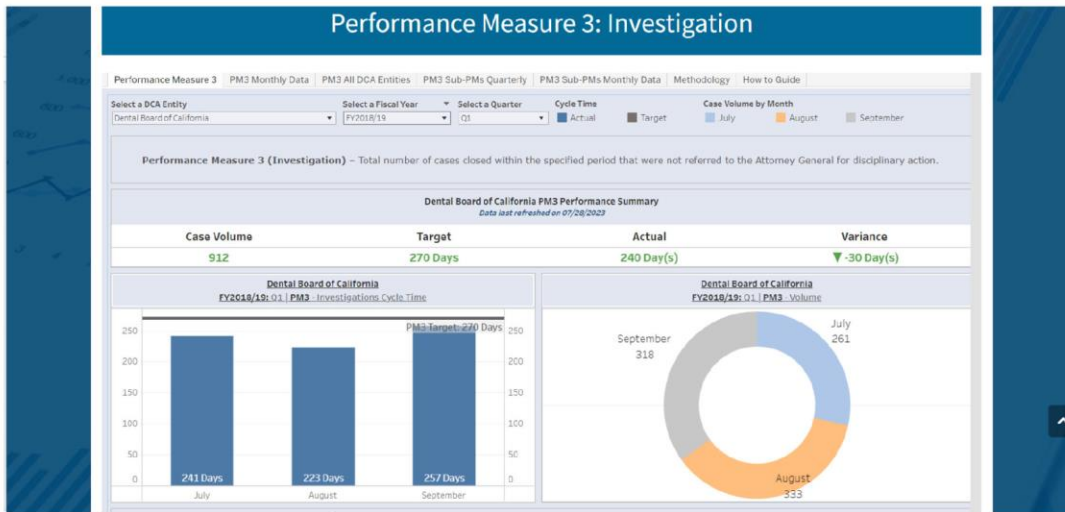 Performance Measure 3: Investigation
Performance Measure 3 PM3 Monthly Data PM3 All DCA Entities PM3 Sub-PMs Quarterly PM3 Sub-PMs Monthly Data Methodology How to Guide
Select a DCA Entity Select a Fiscal Year Select a Quarter Cycle Time Case Volume by Month
Dental Board of California FY2018/19 Q1 Actual Target July August September
Performance Measure 3 (Investigation) – Total number of cases closed within the specified period that were not referred to the Attorney General for disciplinary action.
Dental Board of California PM3 Performance Summary
Data last refreshed on 07/28/2023
Case Volume Target Actual Variance
912 270 Days 240 Day(s) ▼ -30 Day(s)
Dental Board of California
FY2018/19: Q1 | PM3 - Investigations Cycle Time
PM3 Target: 270 Days
250 250
200 200
150 150
100 100
50 50
0 0
241 Days 223 Days 257 Days
July August September
Dental Board of California
FY2018/19: Q1 | PM3 - Volume
July
261
September
318
August
333